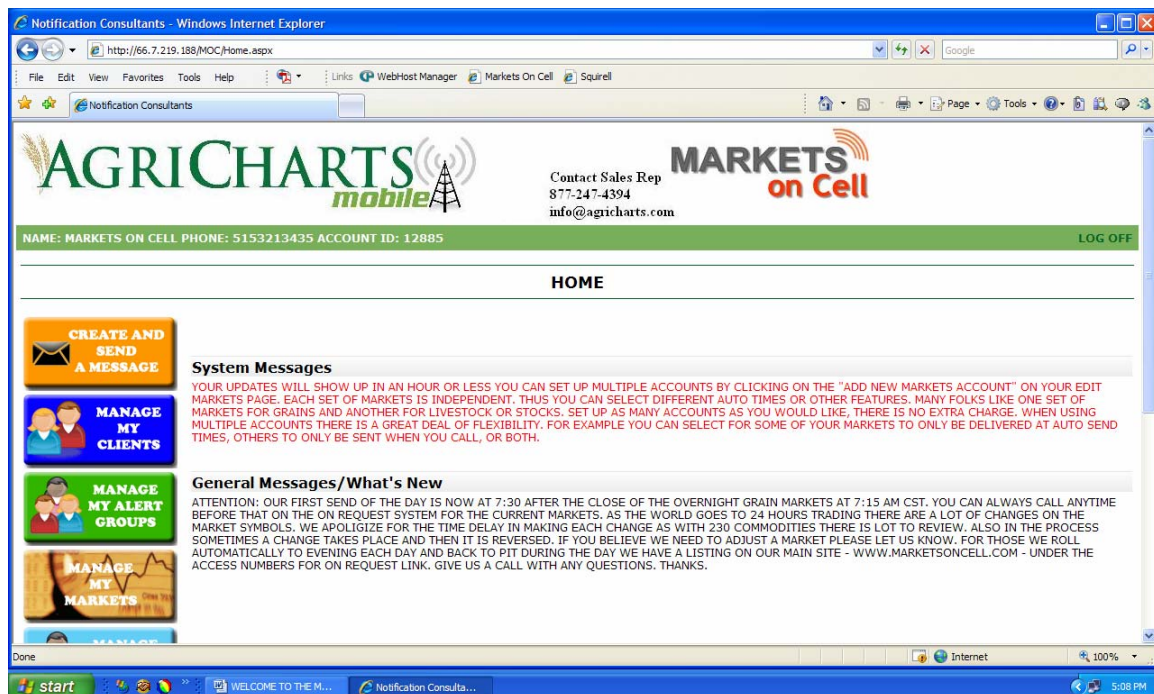 Notification Consultants - Windows Internet Explorer
http://66.7.219.188/MOC/Home.aspx
Google
File Edit View Favorites Tools Help
Links WebHost Manager Markets On Cell Squirell
Notification Consultants
Page Tools
AGRICHARTS
mobile
Contact Sales Rep
877-247-4394
info@agricharts.com
MARKETS
on Cell
NAME: MARKETS ON CELL PHONE: 5153213435 ACCOUNT ID: 12885
LOG OFF
HOME
CREATE AND
SEND
A MESSAGE
MANAGE
MY
CLIENTS
MANAGE
MY ALERT
GROUPS
MANAGE
MY
MARKETS
System Messages
YOUR UPDATES WILL SHOW UP IN AN HOUR OR LESS YOU CAN SET UP MULTIPLE ACCOUNTS BY CLICKING ON THE "ADD NEW MARKETS ACCOUNT" ON YOUR EDIT
MARKETS PAGE. EACH SET OF MARKETS IS INDEPENDENT. THUS YOU CAN SELECT DIFFERENT AUTO TIMES OR OTHER FEATURES. MANY FOLKS LIKE ONE SET OF
MARKETS FOR GRAINS AND ANOTHER FOR LIVESTOCK OR STOCKS. SET UP AS MANY ACCOUNTS AS YOU WOULD LIKE, THERE IS NO EXTRA CHARGE. WHEN USING
MULTIPLE ACCOUNTS THERE IS A GREAT DEAL OF FLEXIBILITY. FOR EXAMPLE YOU CAN SELECT FOR SOME OF YOUR MARKETS TO ONLY BE DELIVERED AT AUTO SEND
TIMES, OTHERS TO ONLY BE SENT WHEN YOU CALL, OR BOTH.
General Messages/What's New
ATTENTION: OUR FIRST SEND OF THE DAY IS NOW AT 7:30 AFTER THE CLOSE OF THE OVERNIGHT GRAIN MARKETS AT 7:15 AM CST. YOU CAN ALWAYS CALL ANYTIME
BEFORE THAT ON THE ON REQUEST SYSTEM FOR THE CURRENT MARKETS. AS THE WORLD GOES TO 24 HOURS TRADING THERE ARE A LOT OF CHANGES ON THE
MARKET SYMBOLS. WE APOLIGIZE FOR THE TIME DELAY IN MAKING EACH CHANGE AS WITH 230 COMMODITIES THERE IS LOT TO REVIEW. ALSO IN THE PROCESS
SOMETIMES A CHANGE TAKES PLACE AND THEN IT IS REVERSED. IF YOU BELIEVE WE NEED TO ADJUST A MARKET PLEASE LET US KNOW. FOR THOSE WE ROLL
AUTOMATICALLY TO EVENING EACH DAY AND BACK TO PIT DURING THE DAY WE HAVE A LISTING ON OUR MAIN SITE - WWW.MARKETSONCELL.COM - UNDER THE
ACCESS NUMBERS FOR ON REQUEST LINK. GIVE US A CALL WITH ANY QUESTIONS. THANKS.
Done
Internet
100%
start
WELCOME TO THE M...
Notification Consulta...
5:08 PM